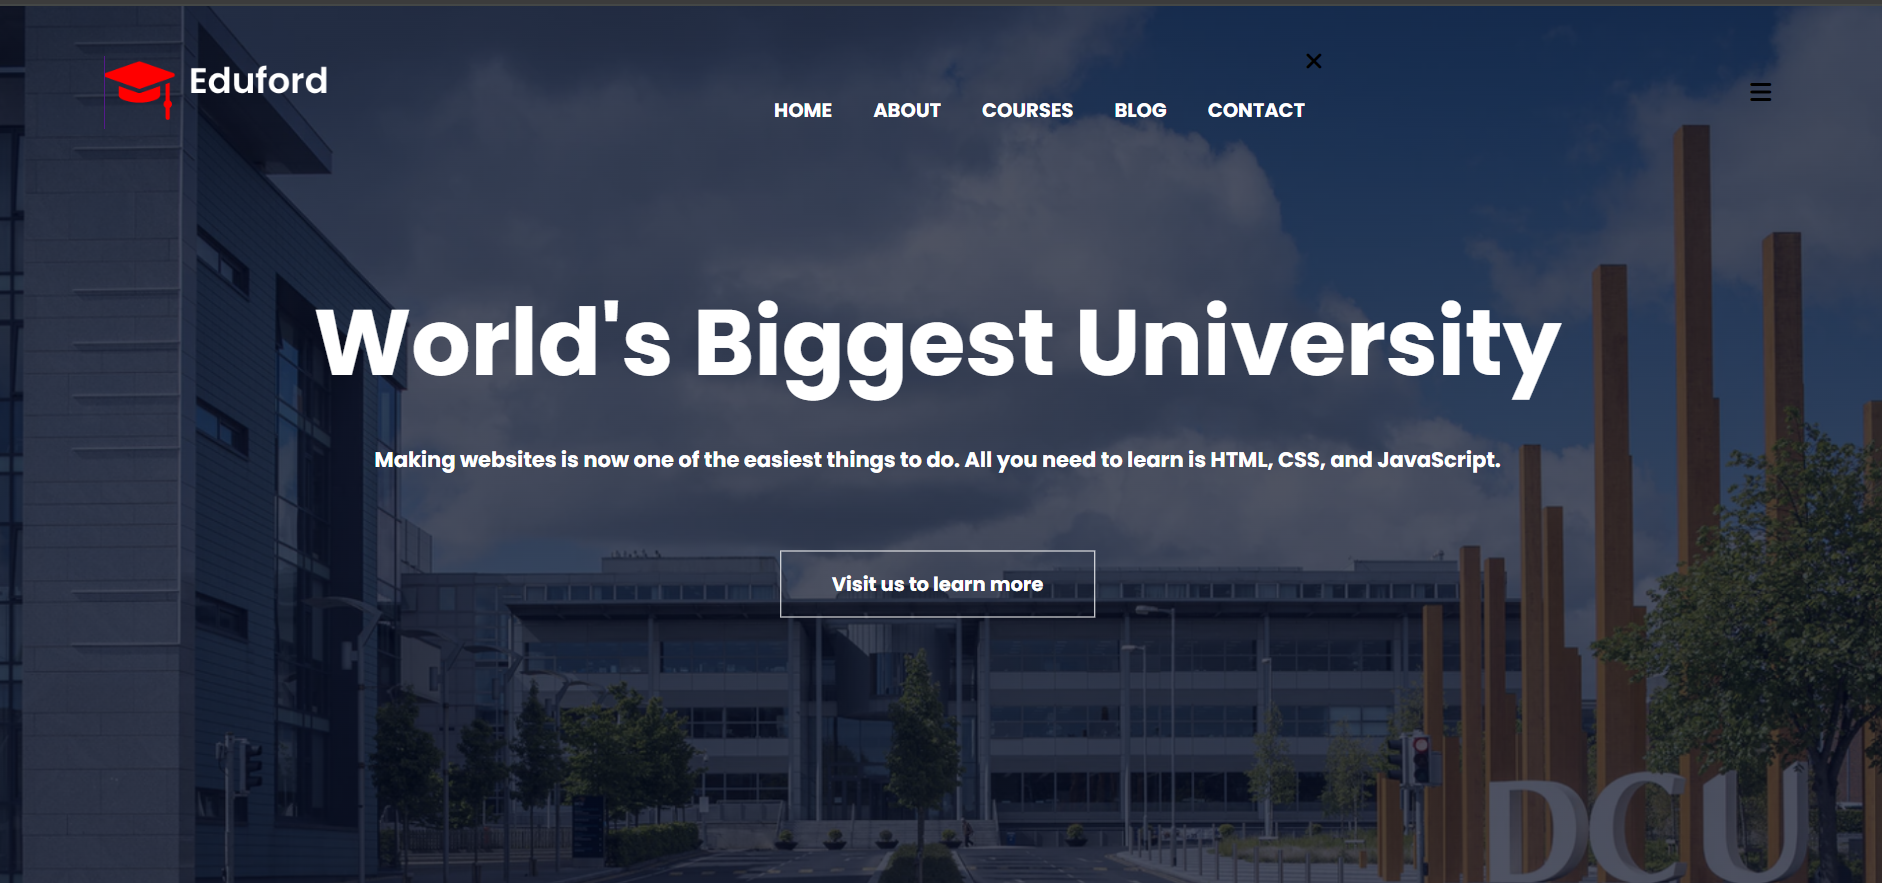 Eduford
HOME ABOUT COURSES BLOG CONTACT
World's Biggest University
Making websites is now one of the easiest things to do. All you need to learn is HTML, CSS, and JavaScript.
Visit us to learn more
DCU